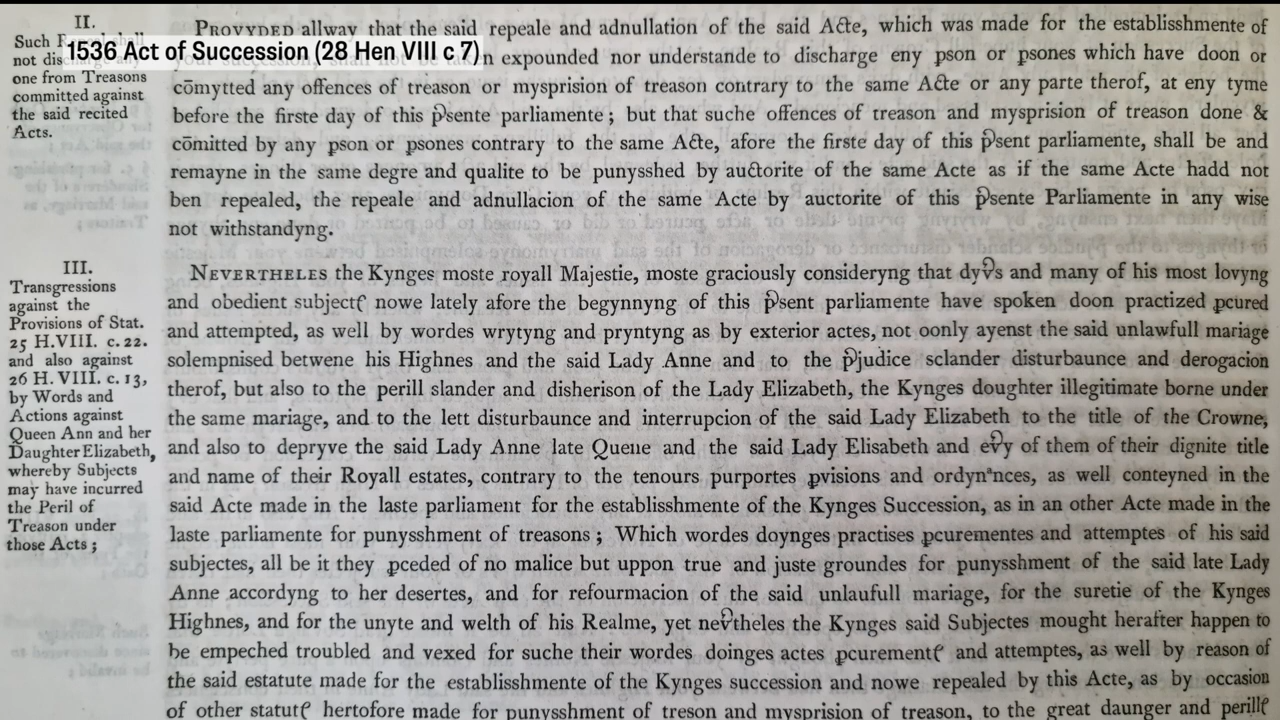 1536 Act of Succession (28 Hen VIII c 7)
II.
Such
not dis
one from Treasons
committed against
the said recited
Acts.
PROVYDED allway that the said repeale and adnullation of the said Acte, which was made for the establisshmente of
expounded nor understande to discharge eny pson or psones which have doon or
cōmytted any offences of treason or mysprision of treason contrary to the same Acte or any parte therof, at eny tyme
before the firste day of this p̃sente parliamente ; but that suche offences of treason and mysprision of treason done &
cōmitted by any pson or psones contrary to the same Acte, afore the firste day of this p̃sent parliamente, shall be and
remayne in the same degre and qualite to be punysshed by auctorite of the same Acte as if the same Acte hadd not
ben repealed, the repeale and adnullacion of the same Acte by auctorite of this p̃sente Parliamente in any wise
not withstandyng.
III.
Transgressions
against the
Provisions of Stat.
25 H.VIII. c. 22.
and also against
26 H. VIII. c. 13,
by Words and
Actions against
Queen Ann and her
Daughter Elizabeth,
whereby Subjects
may have incurred
the Peril of
Treason under
those Acts ;
NEVERTHELES the Kynges moste royall Majestie, moste graciously consideryng that dyṽs and many of his most lovyng
and obedient subjectꝭ nowe lately afore the begynnyng of this p̃sent parliamente have spoken doon practized ꝓcured
and attempted, as well by wordes wrytyng and pryntyng as by exterior actes, not oonly ayenst the said unlawfull mariage
solempnised betwene his Highnes and the said Lady Anne and to the p̃judice sclander disturbaunce and derogacion
therof, but also to the perill slander and disherison of the Lady Elizabeth, the Kynges doughter illegitimate borne under
the same mariage, and to the lett disturbaunce and interrupcion of the said Lady Elizabeth to the title of the Crowne,
and also to depryve the said Lady Anne late Quene and the said Lady Elisabeth and eṽy of them of their dignite title
and name of their Royall estates, contrary to the tenours purportes ꝓvisions and ordynᵃnces, as well conteyned in the
said Acte made in the laste parliament for the establisshmente of the Kynges Succession, as in an other Acte made in the
laste parliamente for punysshment of treasons ; Which wordes doynges practises ꝓcurementes and attemptes of his said
subjectes, all be it they ꝓceded of no malice but uppon true and juste groundes for punysshment of the said late Lady
Anne accordyng to her desertes, and for refourmacion of the said unlaufull mariage, for the suretie of the Kynges
Highnes, and for the unyte and welth of his Realme, yet neṽtheles the Kynges said Subjectes mought herafter happen to
be empeched troubled and vexed for suche their wordes doinges actes ꝓcurementꝭ and attemptes, as well by reason of
the said estatute made for the establisshmente of the Kynges succession and nowe repealed by this Acte, as by occasion
of other statutꝭ hertofore made for punysshment of treson and mysprision of treason, to the great daunger and perillꝭ